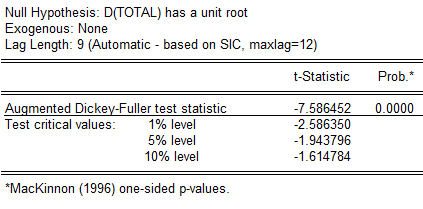 Null Hypothesis: D(TOTAL) has a unit root
Exogenous: None
Lag Length: 9 (Automatic - based on SIC, maxlag=12)
t-Statistic Prob.*
Augmented Dickey-Fuller test statistic -7.586452 0.0000
Test critical values: 1% level -2.586350
5% level -1.943796
10% level -1.614784
*MacKinnon (1996) one-sided p-values.